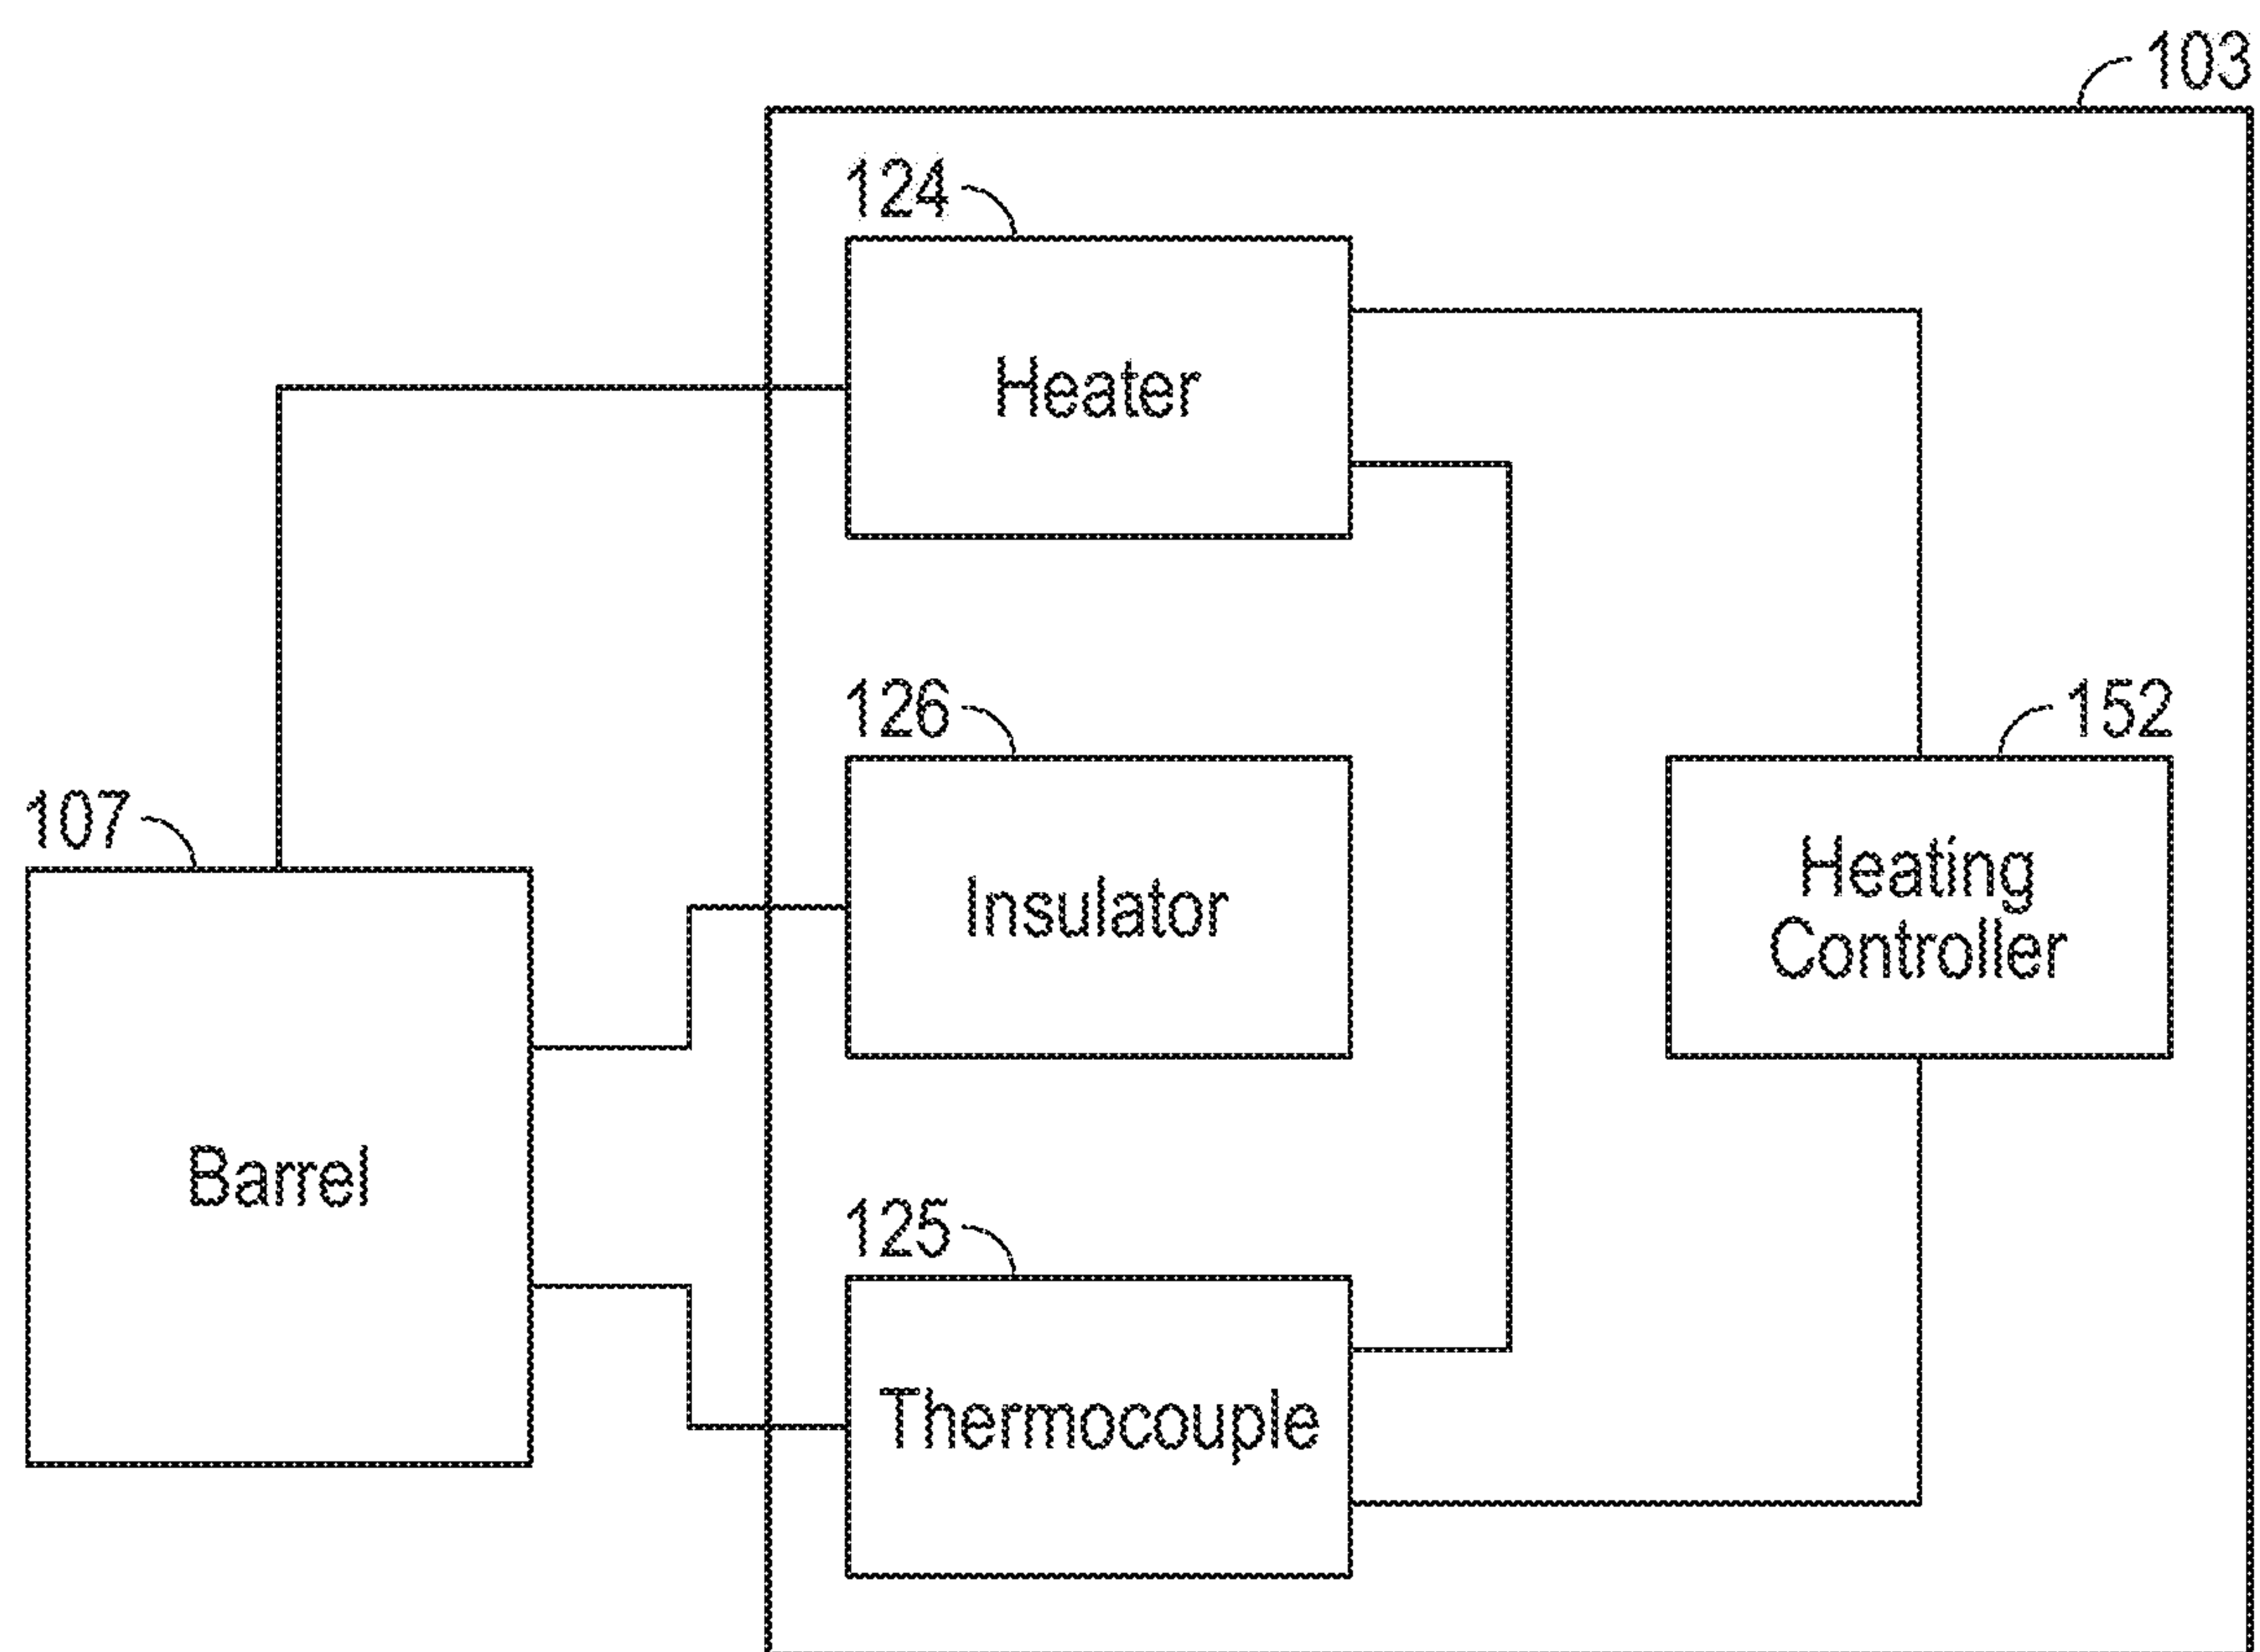 103
124
Heater
126
Insulator
152
Heating
Controller
107
Barrel
125
Thermocouple